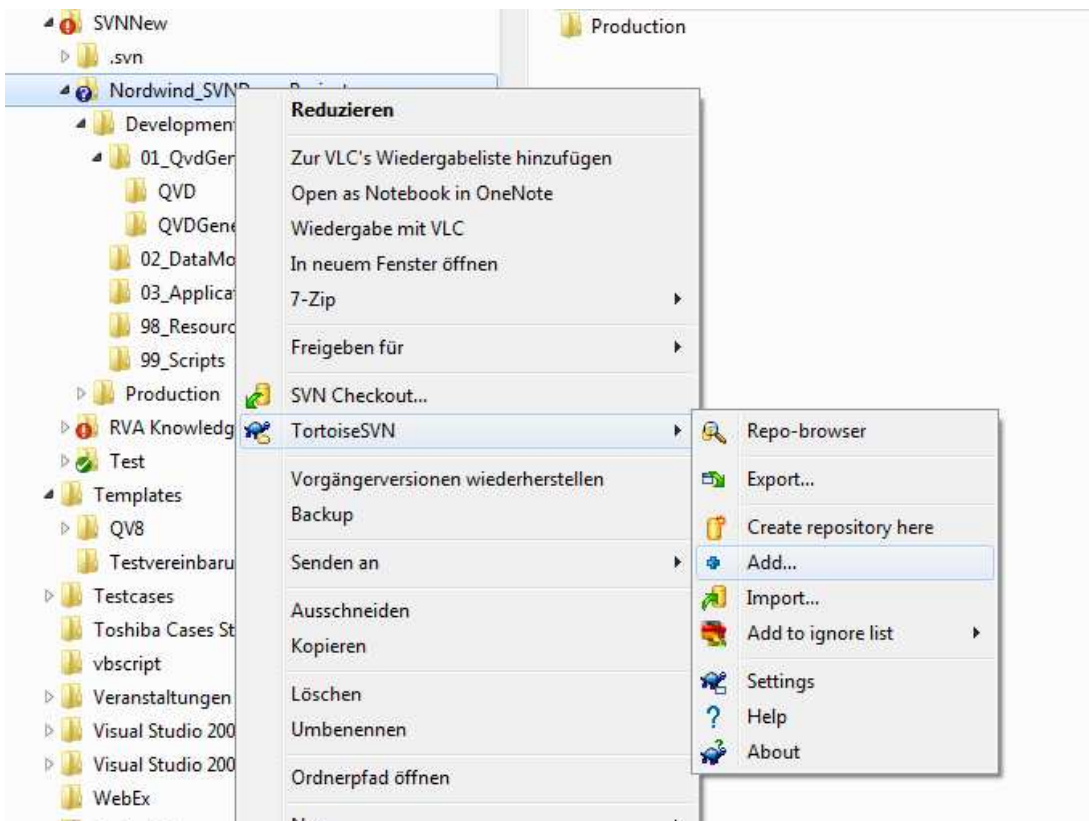 SVNNew
.svn
Nordwind_SVND
Developmen
01_QvdGen
QVD
QVDGene
02_DataMo
03_Applica
98_Resourc
99_Scripts
Production
RVA Knowledg
Test
Templates
QV8
Testvereinbaru
Testcases
Toshiba Cases St
vbscript
Veranstaltungen
Visual Studio 200
Visual Studio 200
WebEx
Production
Reduzieren
Zur VLC's Wiedergabeliste hinzufügen
Open as Notebook in OneNote
Wiedergabe mit VLC
In neuem Fenster öffnen
7-Zip
Freigeben für
SVN Checkout...
TortoiseSVN
Vorgängerversionen wiederherstellen
Backup
Senden an
Ausschneiden
Kopieren
Löschen
Umbenennen
Ordnerpfad öffnen
Repo-browser
Export...
Create repository here
Add...
Import...
Add to ignore list
Settings
Help
About